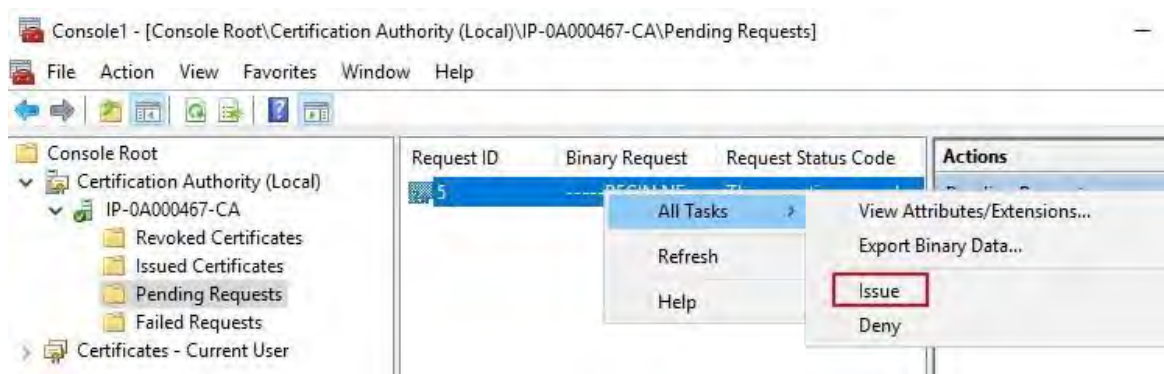 Console1 - [Console Root\Certification Authority (Local)\IP-0A000467-CA\Pending Requests]
File Action View Favorites Window Help
Console Root
Certification Authority (Local)
IP-0A000467-CA
Revoked Certificates
Issued Certificates
Pending Requests
Failed Requests
Certificates - Current User
Request ID Binary Request Request Status Code
5
All Tasks
Refresh
Help
View Attributes/Extensions...
Export Binary Data...
Issue
Deny
Actions